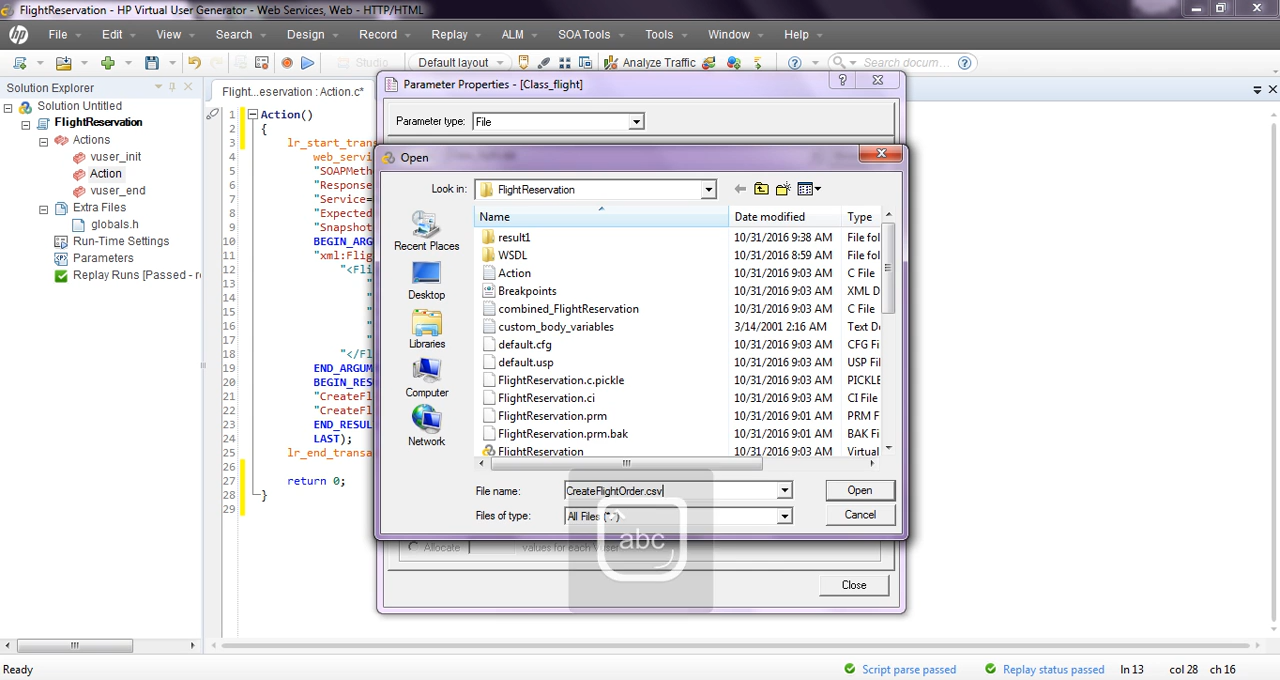 FlightReservation - HP Virtual User Generator - Web Services, Web - HTTP/HTML
hp File Edit View Search Design Record Replay ALM SOA Tools Tools Window Help
Studio Default layout Analyze Traffic Search docum...
Solution Explorer
Solution Untitled
FlightReservation
Actions
vuser_init
Action
vuser_end
Extra Files
globals.h
Run-Time Settings
Parameters
Replay Runs [Passed - r
Flight...eservation : Action.c*
1 Action()
2 {
3 lr_start_trans
4 web_servi
5 "SOAPMeth
6 "Response
7 "Service=
8 "Expected
9 "Snapshot
10 BEGIN_ARG
11 "xml:Flig
12 "<Fli
13 "
14 "
15 "
16 "
17 "
18 "</Fl
19 END_ARGUM
20 BEGIN_RES
21 "CreateFl
22 "CreateFl
23 END_RESUL
24 LAST);
25 lr_end_transa
26
27 return 0;
28 }
29
Parameter Properties - [Class_flight]
Parameter type: File
Open
Look in: FlightReservation
Recent Places
Desktop
Libraries
Computer
Network
Name Date modified Type
result1 10/31/2016 9:38 AM File fol
WSDL 10/31/2016 8:59 AM File fol
Action 10/31/2016 9:03 AM C File
Breakpoints 10/31/2016 9:03 AM XML D
combined_FlightReservation 10/31/2016 9:03 AM C File
custom_body_variables 3/14/2001 2:16 AM Text D
default.cfg 10/31/2016 9:03 AM CFG Fi
default.usp 10/31/2016 9:03 AM USP Fil
FlightReservation.c.pickle 10/31/2016 9:03 AM PICKLE
FlightReservation.ci 10/31/2016 9:03 AM CI File
FlightReservation.prm 10/31/2016 9:01 AM PRM F
FlightReservation.prm.bak 10/31/2016 9:01 AM BAK Fi
FlightReservation 10/31/2016 9:03 AM Virtual
File name: CreateFlightOrder.csv Open
Files of type: All Files (*.*) Cancel
abc
Allocate values for each Vuser
Close
Ready Script parse passed Replay status passed ln 13 col 28 ch 16